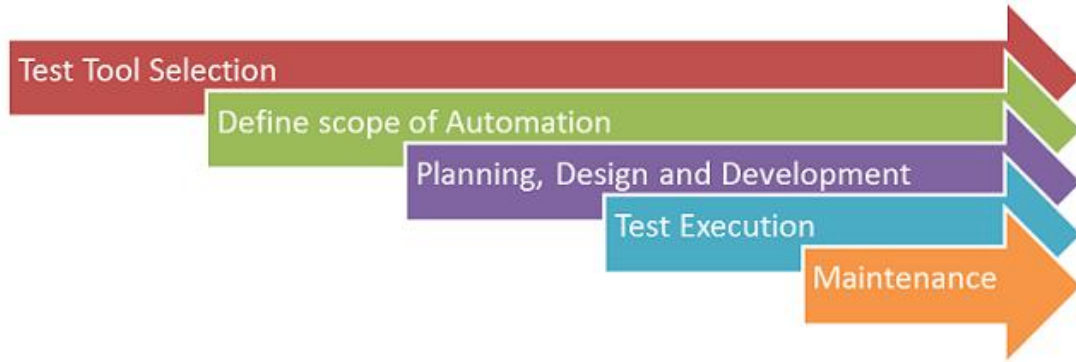 Test Tool Selection
Define scope of Automation
Planning, Design and Development
Test Execution
Maintenance